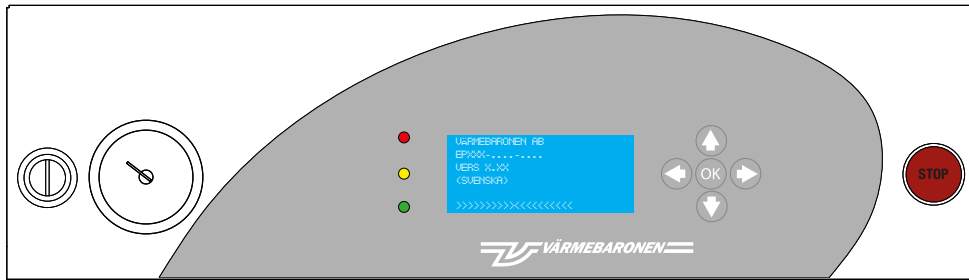 VäRMEBARONEN AB
EPXXX-....-....
VERS X.XX
(SVENSKA)
>>>>>>>>>><<<<<<<<<<
OK
STOP
VÄRMEBARONEN